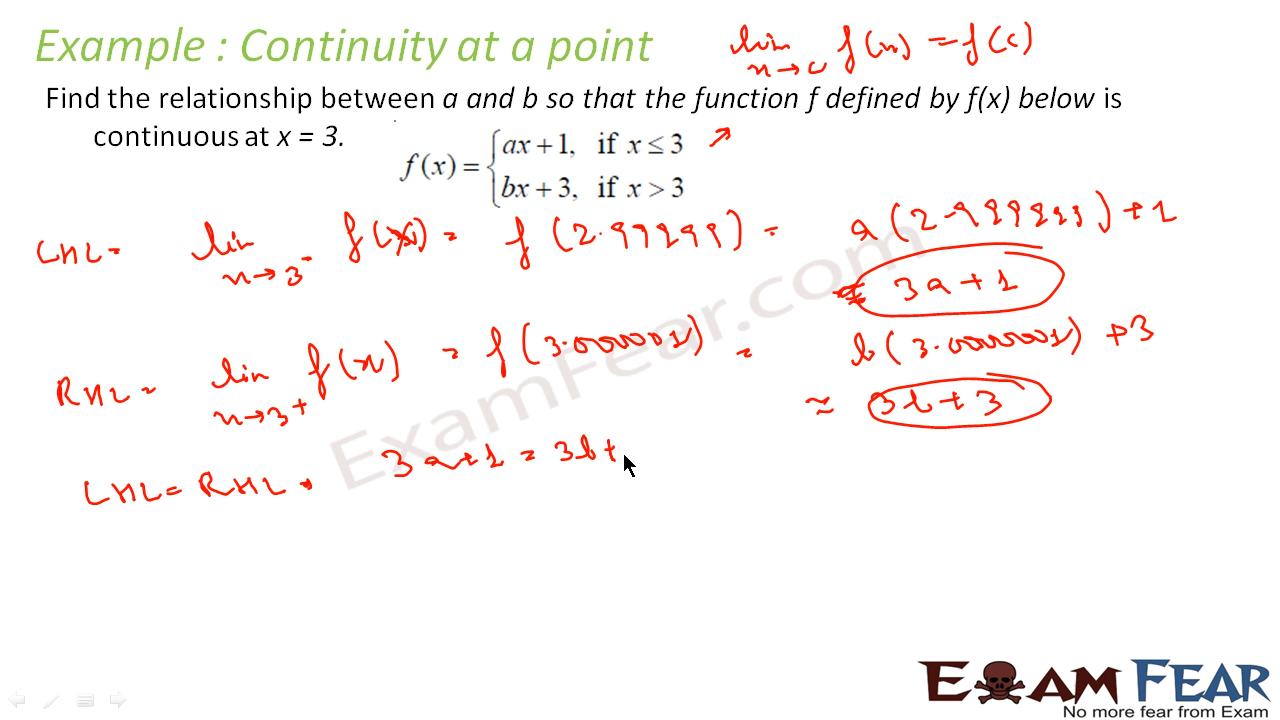 Example : Continuity at a point
lim x→c f(x) = f(c)
Find the relationship between a and b so that the function f defined by f(x) below is
continuous at x = 3.
f(x) = { ax + 1, if x ≤ 3
bx + 3, if x > 3
LHL = lim x→3⁻ f(x) = f(2.99999) = a(2.999999)+1
3a+1
RHL = lim x→3+ f(x) = f(3.000001) = b(3.0000001)+3
≈ 3b+3
LHL = RHL. 3a+1 = 3b+
ExamFear.com
EXAM FEAR
No more fear from Exam